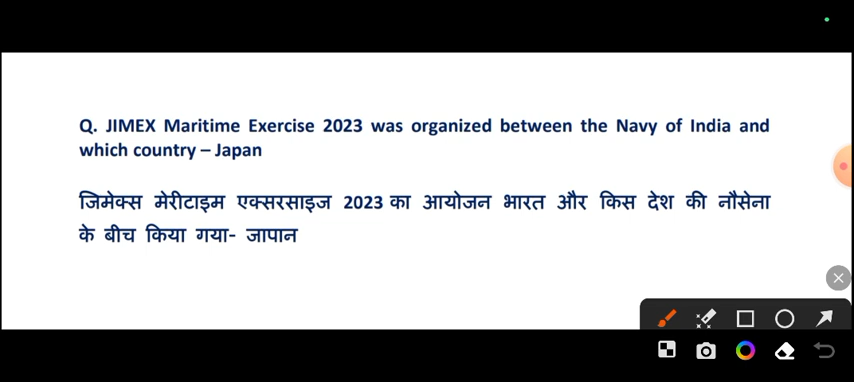 Q. JIMEX Maritime Exercise 2023 was organized between the Navy of India and
which country – Japan
जिमेक्स मेरीटाइम एक्सरसाइज 2023 का आयोजन भारत और किस देश की नौसेना
के बीच किया गया- जापान